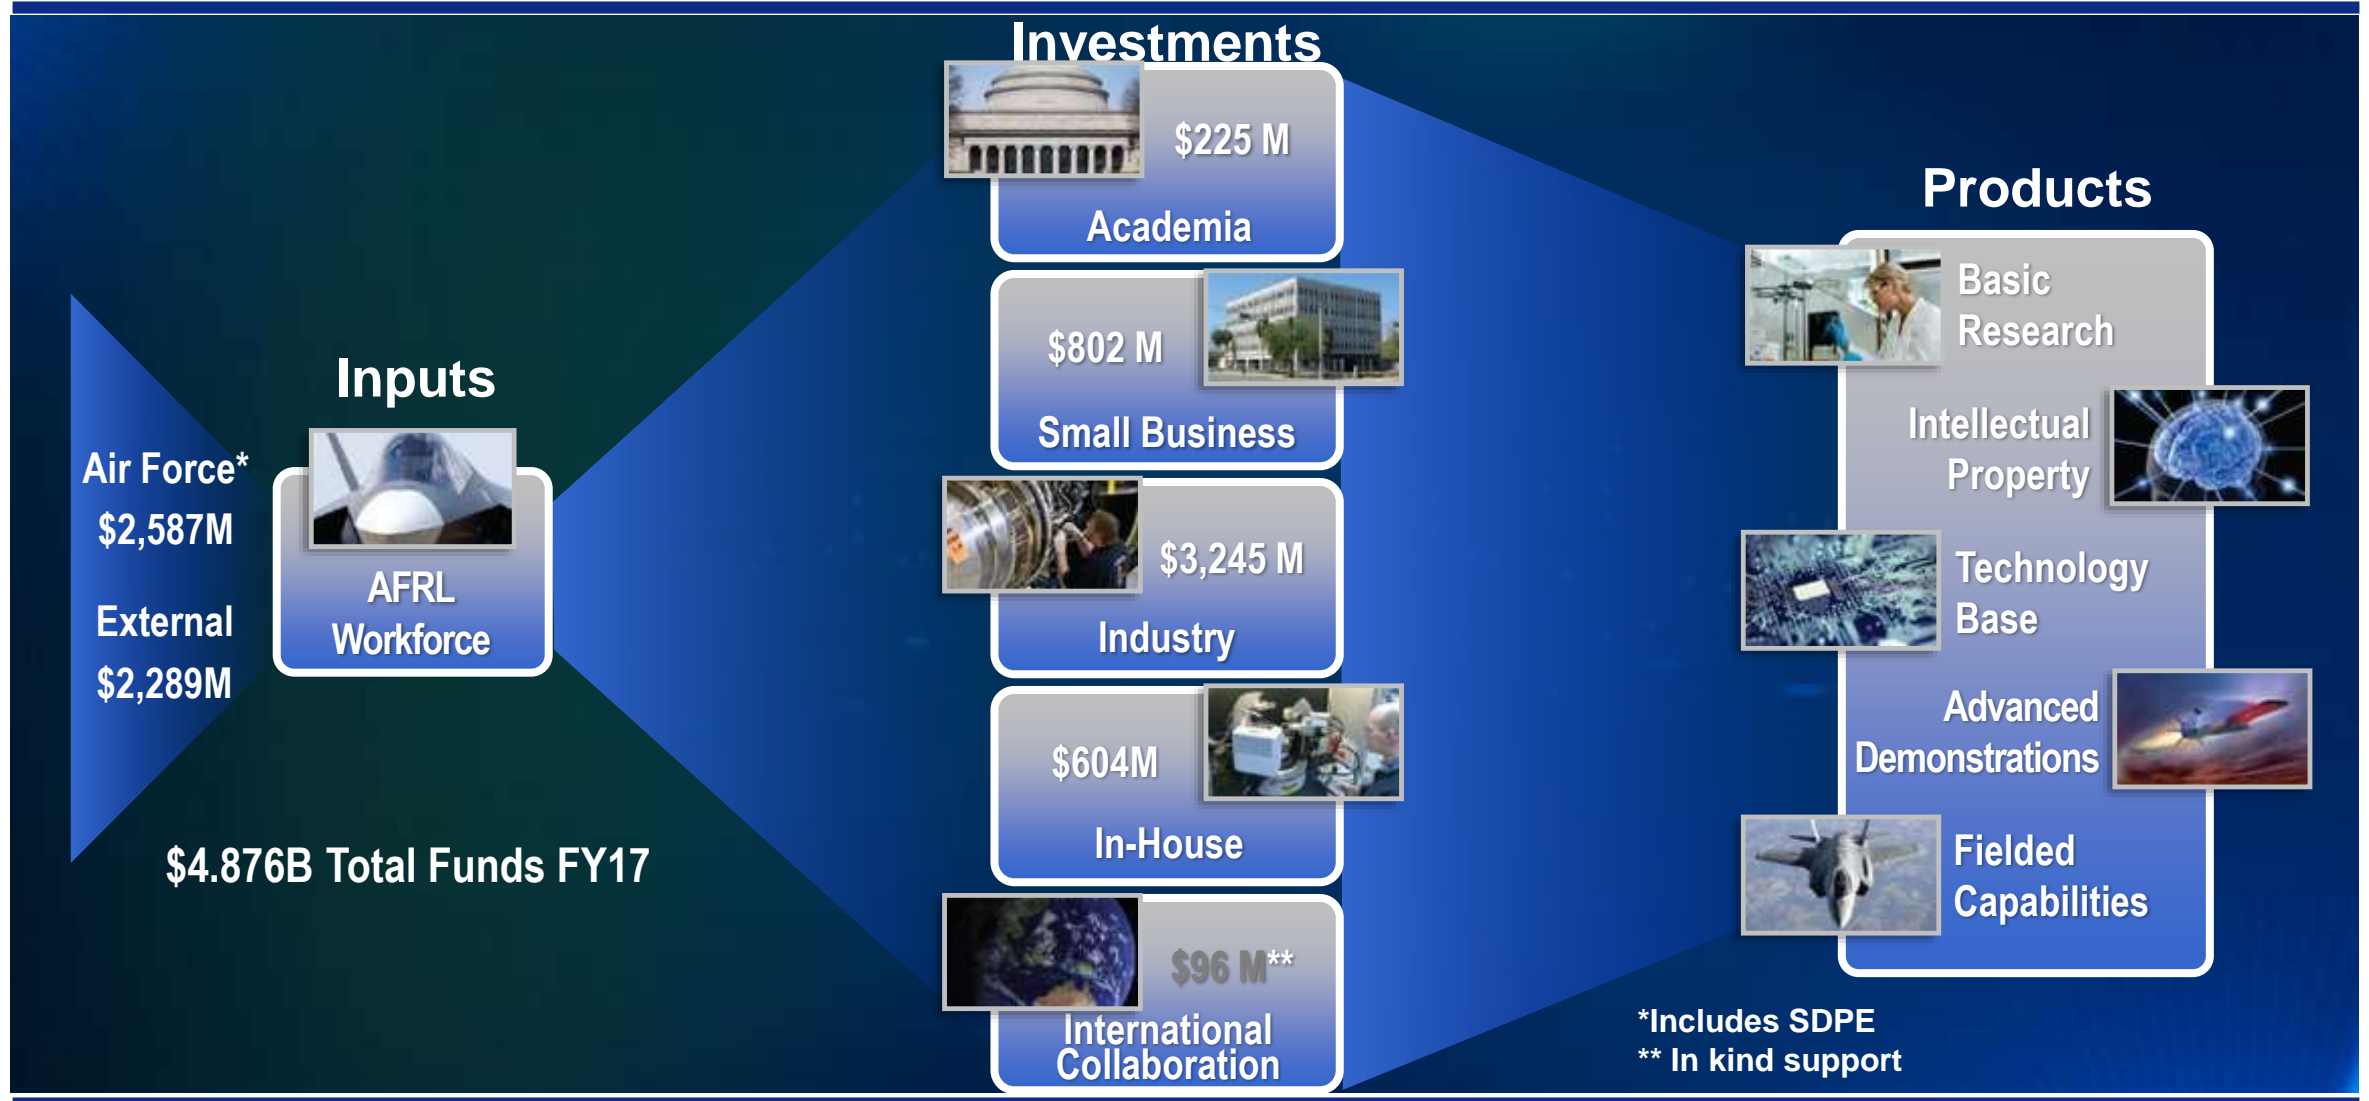 Investments
$225 M
Academia
$802 M
Small Business
$3,245 M
Industry
$604M
In-House
$96 M**
International
Collaboration
Inputs
Air Force*
$2,587M
External
$2,289M
AFRL
Workforce
$4.876B Total Funds FY17
Products
Basic
Research
Intellectual
Property
Technology
Base
Advanced
Demonstrations
Fielded
Capabilities
*Includes SDPE
** In kind support